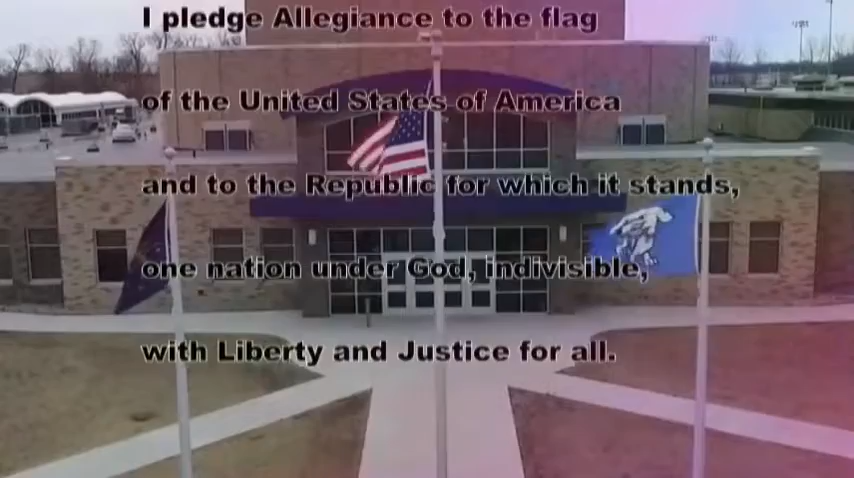 I pledge Allegiance to the flag
of the United States of America
and to the Republic for which it stands,
one nation under God, indivisible,
with Liberty and Justice for all.